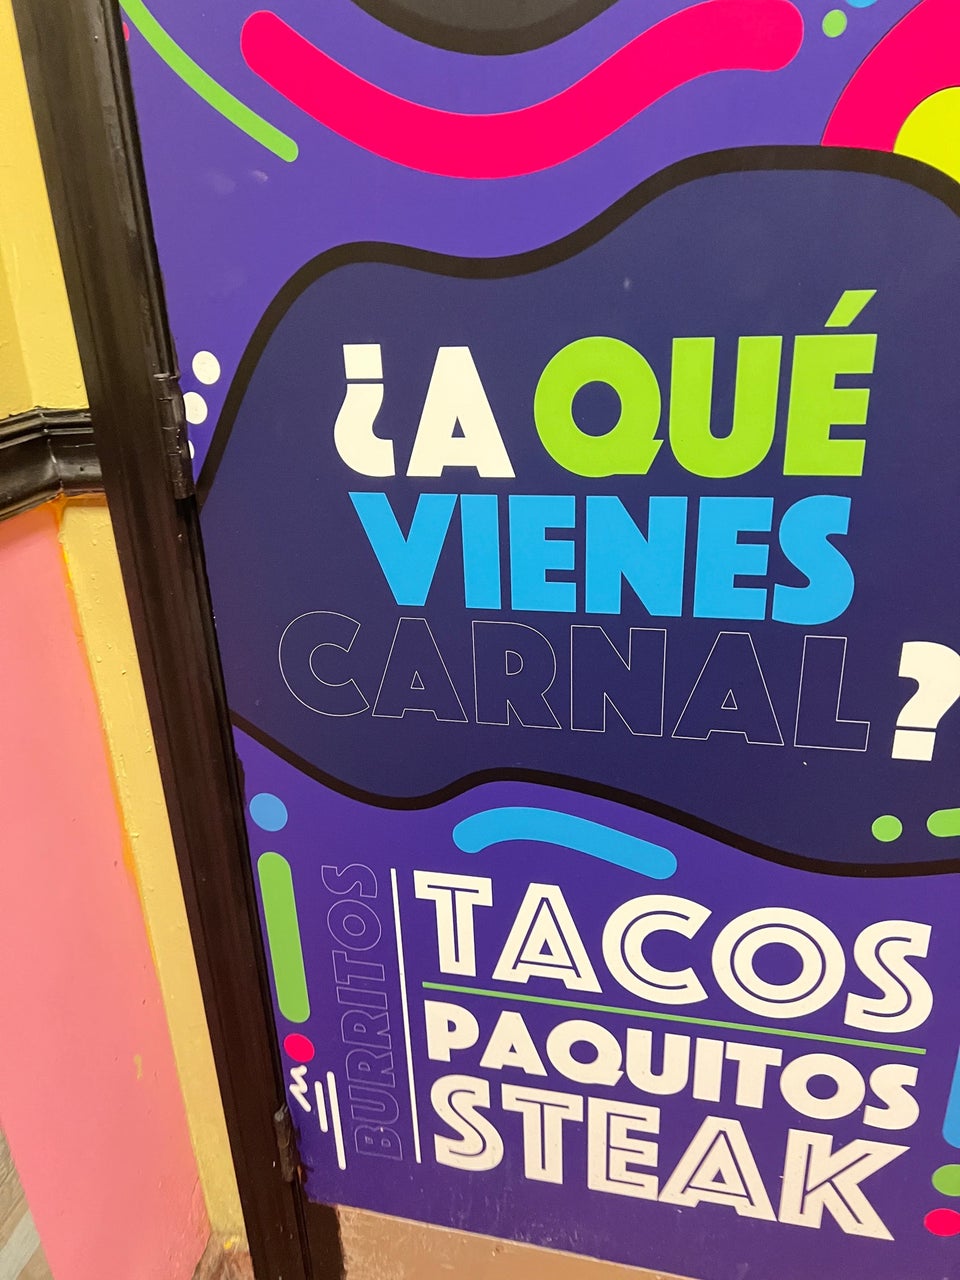 ¿A QUÉ
VIENES
CARNAL?
BURRITOS
TACOS
PAQUITOS
STEAK